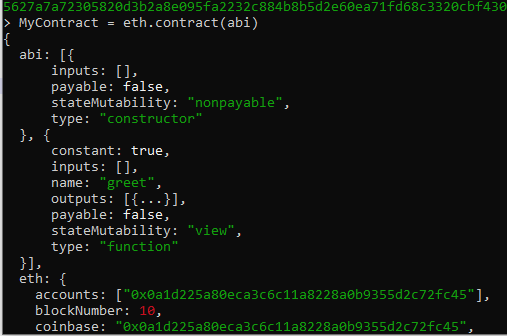 5627a7a72305820d3b2a8e095fa2232c884b8b5d2e60ea71fd68c3320cbf430
> MyContract = eth.contract(abi)
{
  abi: [{
      inputs: [],
      payable: false,
      stateMutability: "nonpayable",
      type: "constructor"
  }, {
      constant: true,
      inputs: [],
      name: "greet",
      outputs: [{...}],
      payable: false,
      stateMutability: "view",
      type: "function"
  }],
  eth: {
    accounts: ["0x0a1d225a80eca3c6c11a8228a0b9355d2c72fc45"],
    blockNumber: 10,
    coinbase: "0x0a1d225a80eca3c6c11a8228a0b9355d2c72fc45",